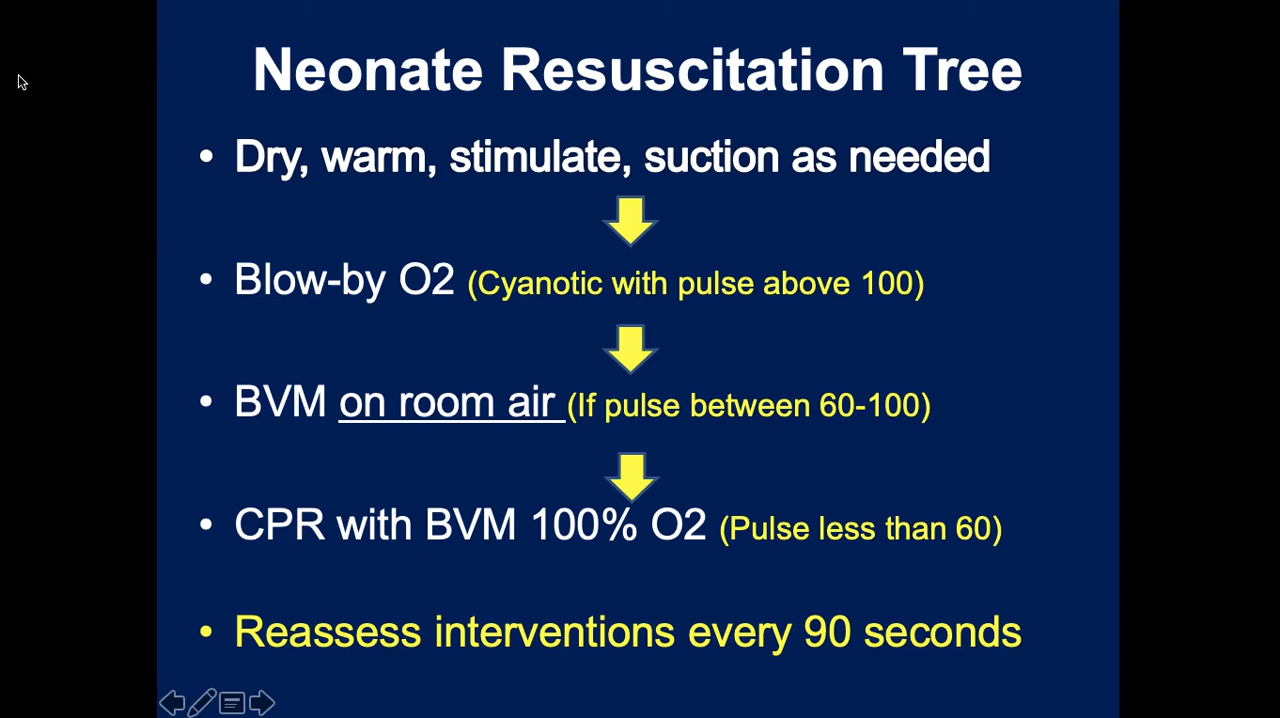 Neonate Resuscitation Tree
• Dry, warm, stimulate, suction as needed
• Blow-by O2 (Cyanotic with pulse above 100)
• BVM on room air (If pulse between 60-100)
• CPR with BVM 100% O2 (Pulse less than 60)
• Reassess interventions every 90 seconds